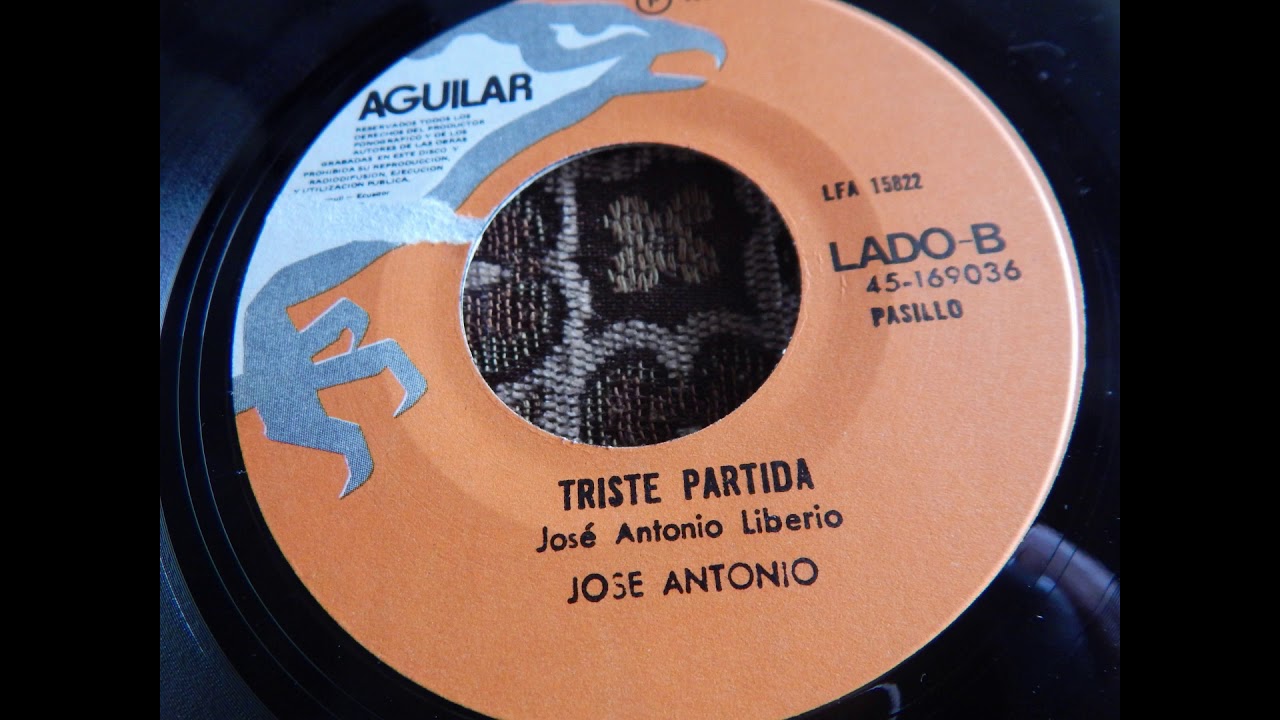 AGUILAR
RESERVADOS TODOS LOS
DERECHOS DEL PRODUCTOR
FONOGRAFICO Y DE LOS
AUTORES DE LAS OBRAS
GRABADAS EN ESTE DISCO Y
PROHIBIDA SU REPRODUCCION,
RADIODIFUSION, EJECUCION
Y UTILIZACION PUBLICA.
Ecuador
LFA 15822
LADO-B
45-169036
PASILLO
TRISTE PARTIDA
José Antonio Liberio
JOSE ANTONIO